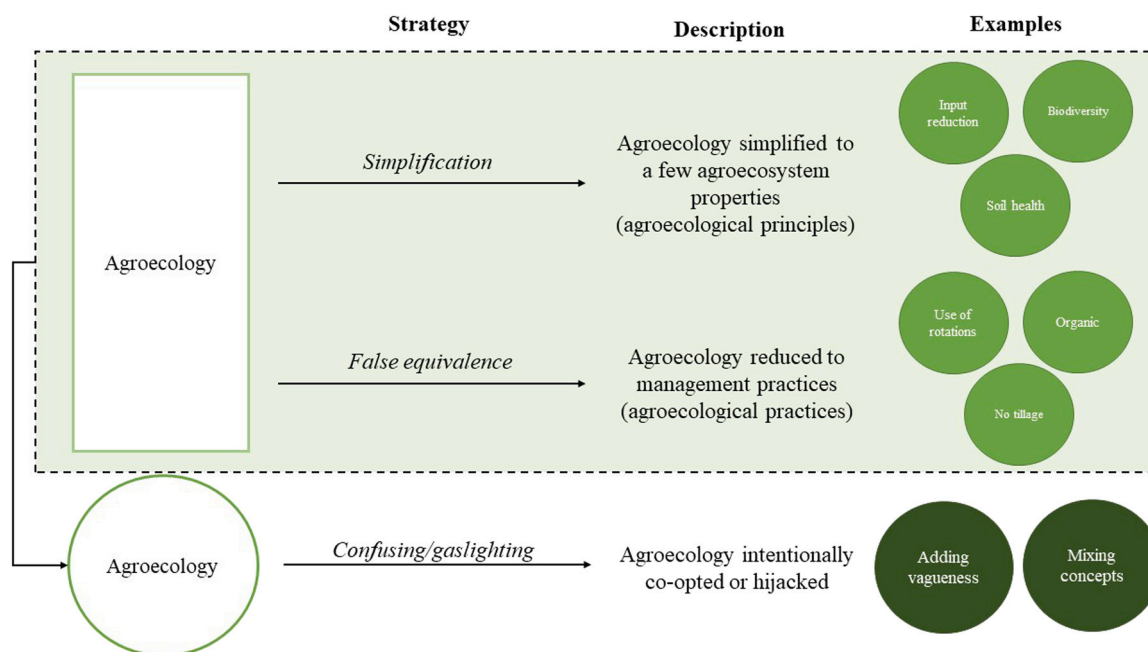 Strategy
Description
Examples
Agroecology
Simplification
Agroecology simplified to
a few agroecosystem
properties
(agroecological principles)
Input
reduction
Biodiversity
Soil health
False equivalence
Agroecology reduced to
management practices
(agroecological practices)
Use of
rotations
Organic
No tillage
Agroecology
Confusing/gaslighting
Agroecology intentionally
co-opted or hijacked
Adding
vagueness
Mixing
concepts